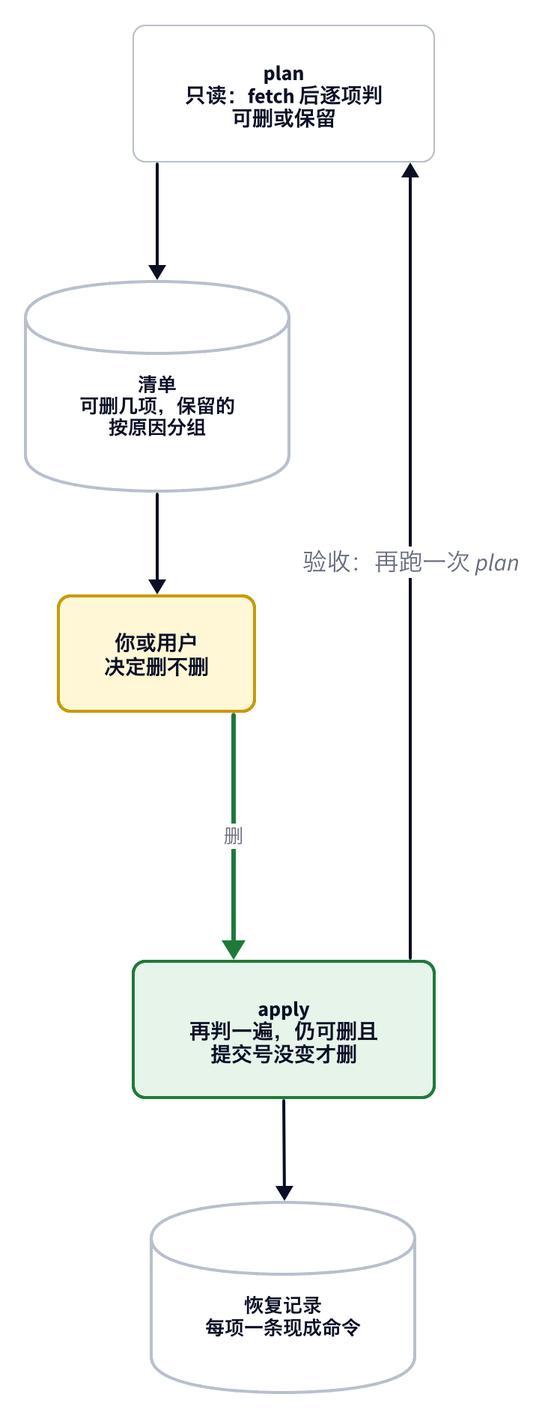 plan
只读：fetch 后逐项判
可删或保留
清单
可删几项，保留的
按原因分组
验收：再跑一次 plan
你或用户
决定删不删
删
apply
再判一遍，仍可删且
提交号没变才删
恢复记录
每项一条现成命令